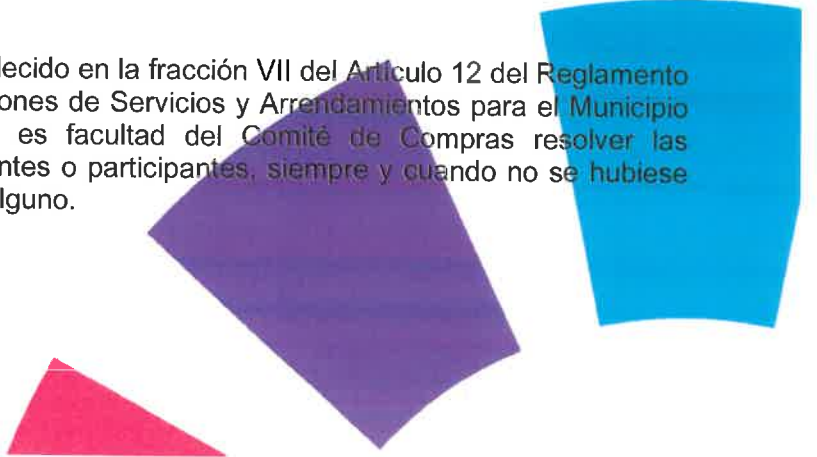 lecido en la fracción VII del Artículo 12 del Reglamento
ones de Servicios y Arrendamientos para el Municipio
es facultad del Comité de Compras resolver las
ntes o participantes, siempre y cuando no se hubiese
lguno.